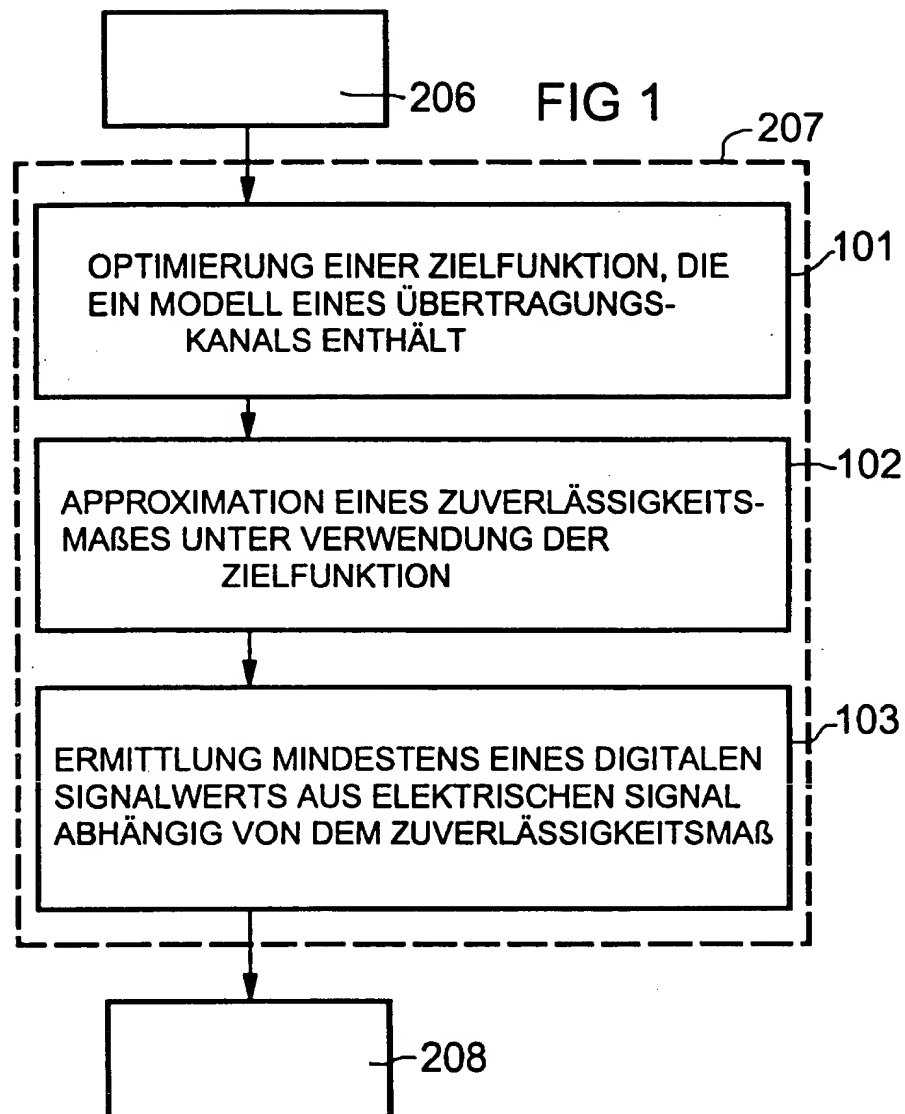 206
FIG 1
207
OPTIMIERUNG EINER ZIELFUNKTION, DIE
EIN MODELL EINES ÜBERTRAGUNGS-
KANALS ENTHÄLT
101
APPROXIMATION EINES ZUVERLÄSSIGKEITS-
MAßES UNTER VERWENDUNG DER
ZIELFUNKTION
102
ERMITTLUNG MINDESTENS EINES DIGITALEN
SIGNALWERTS AUS ELEKTRISCHEN SIGNAL
ABHÄNGIG VON DEM ZUVERLÄSSIGKEITSMAß
103
208